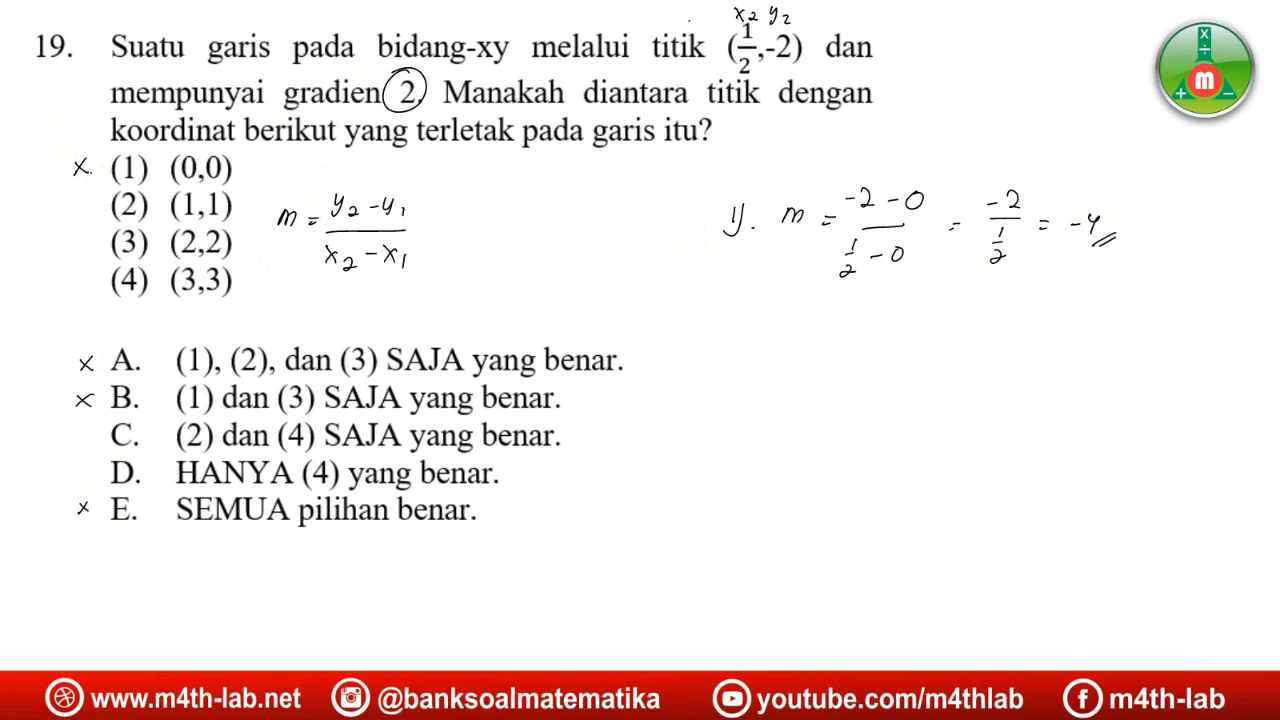 x₂ y₂
19. Suatu garis pada bidang-xy melalui titik (1/2,-2) dan
mempunyai gradien 2. Manakah diantara titik dengan
koordinat berikut yang terletak pada garis itu?
x. (1) (0,0)
(2) (1,1)
(3) (2,2)
(4) (3,3)
m = (y₂ - y₁)/(x₂ - x₁)
1). m = (-2 - 0)/(1/2 - 0) = -2/(1/2) = -4
x A. (1), (2), dan (3) SAJA yang benar.
x B. (1) dan (3) SAJA yang benar.
C. (2) dan (4) SAJA yang benar.
D. HANYA (4) yang benar.
x E. SEMUA pilihan benar.
x ÷ m + −
www.m4th-lab.net @banksoalmatematika youtube.com/m4thlab m4th-lab